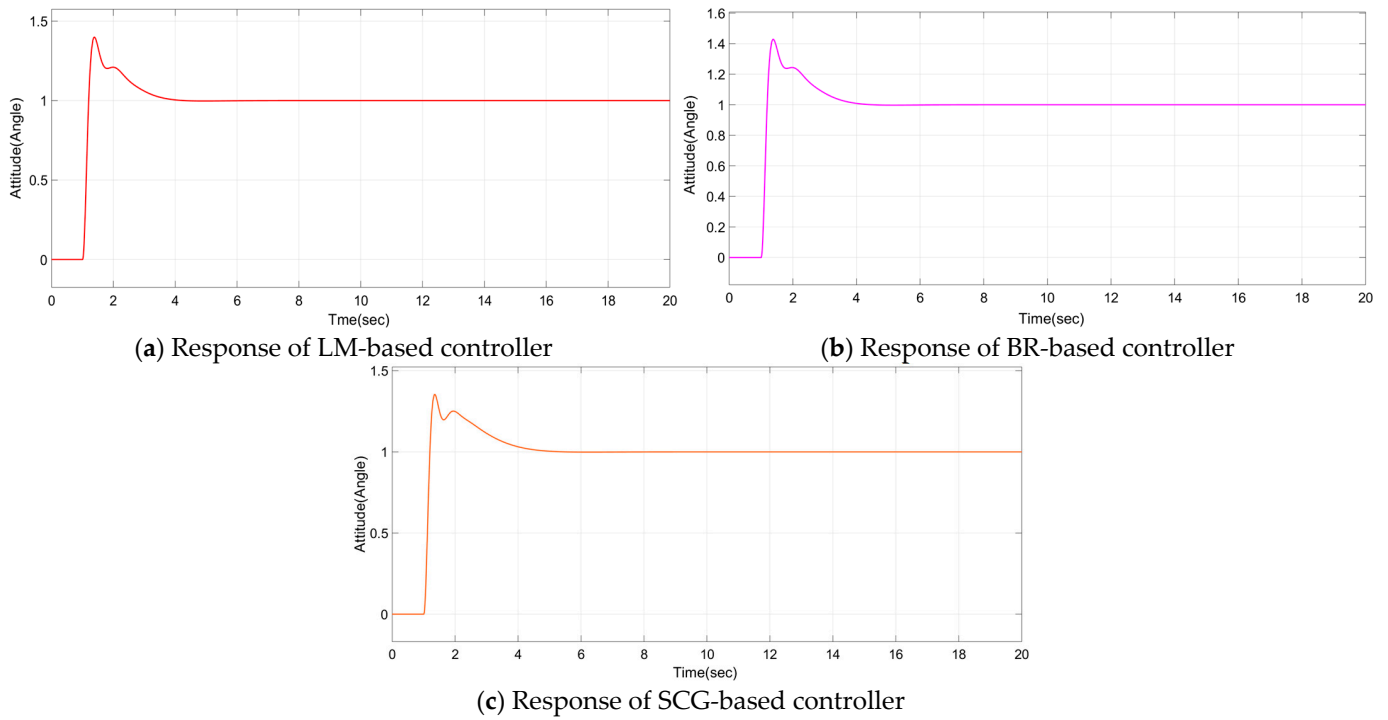 1.5
1
0.5
0
Attitude(Angle)
0 2 4 6 8 10 12 14 16 18 20
Tme(sec)
(a) Response of LM-based controller
1.6
1.4
1.2
1
0.8
0.6
0.4
0.2
0
Attitude(Angle)
0 2 4 6 8 10 12 14 16 18 20
Time(sec)
(b) Response of BR-based controller
1.5
1
0.5
0
Attitude(Angle)
0 2 4 6 8 10 12 14 16 18 20
Time(sec)
(c) Response of SCG-based controller